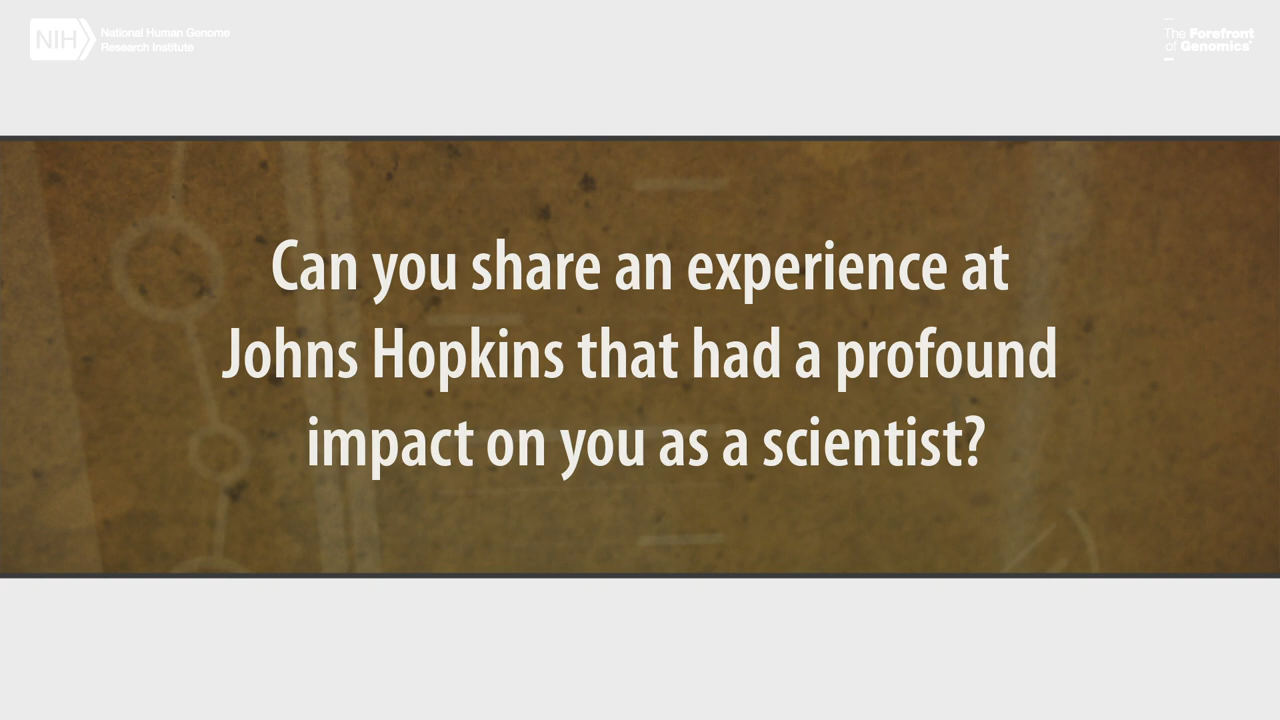 NIH
National Human Genome
Research Institute
The Forefront
of Genomics®
Can you share an experience at
Johns Hopkins that had a profound
impact on you as a scientist?